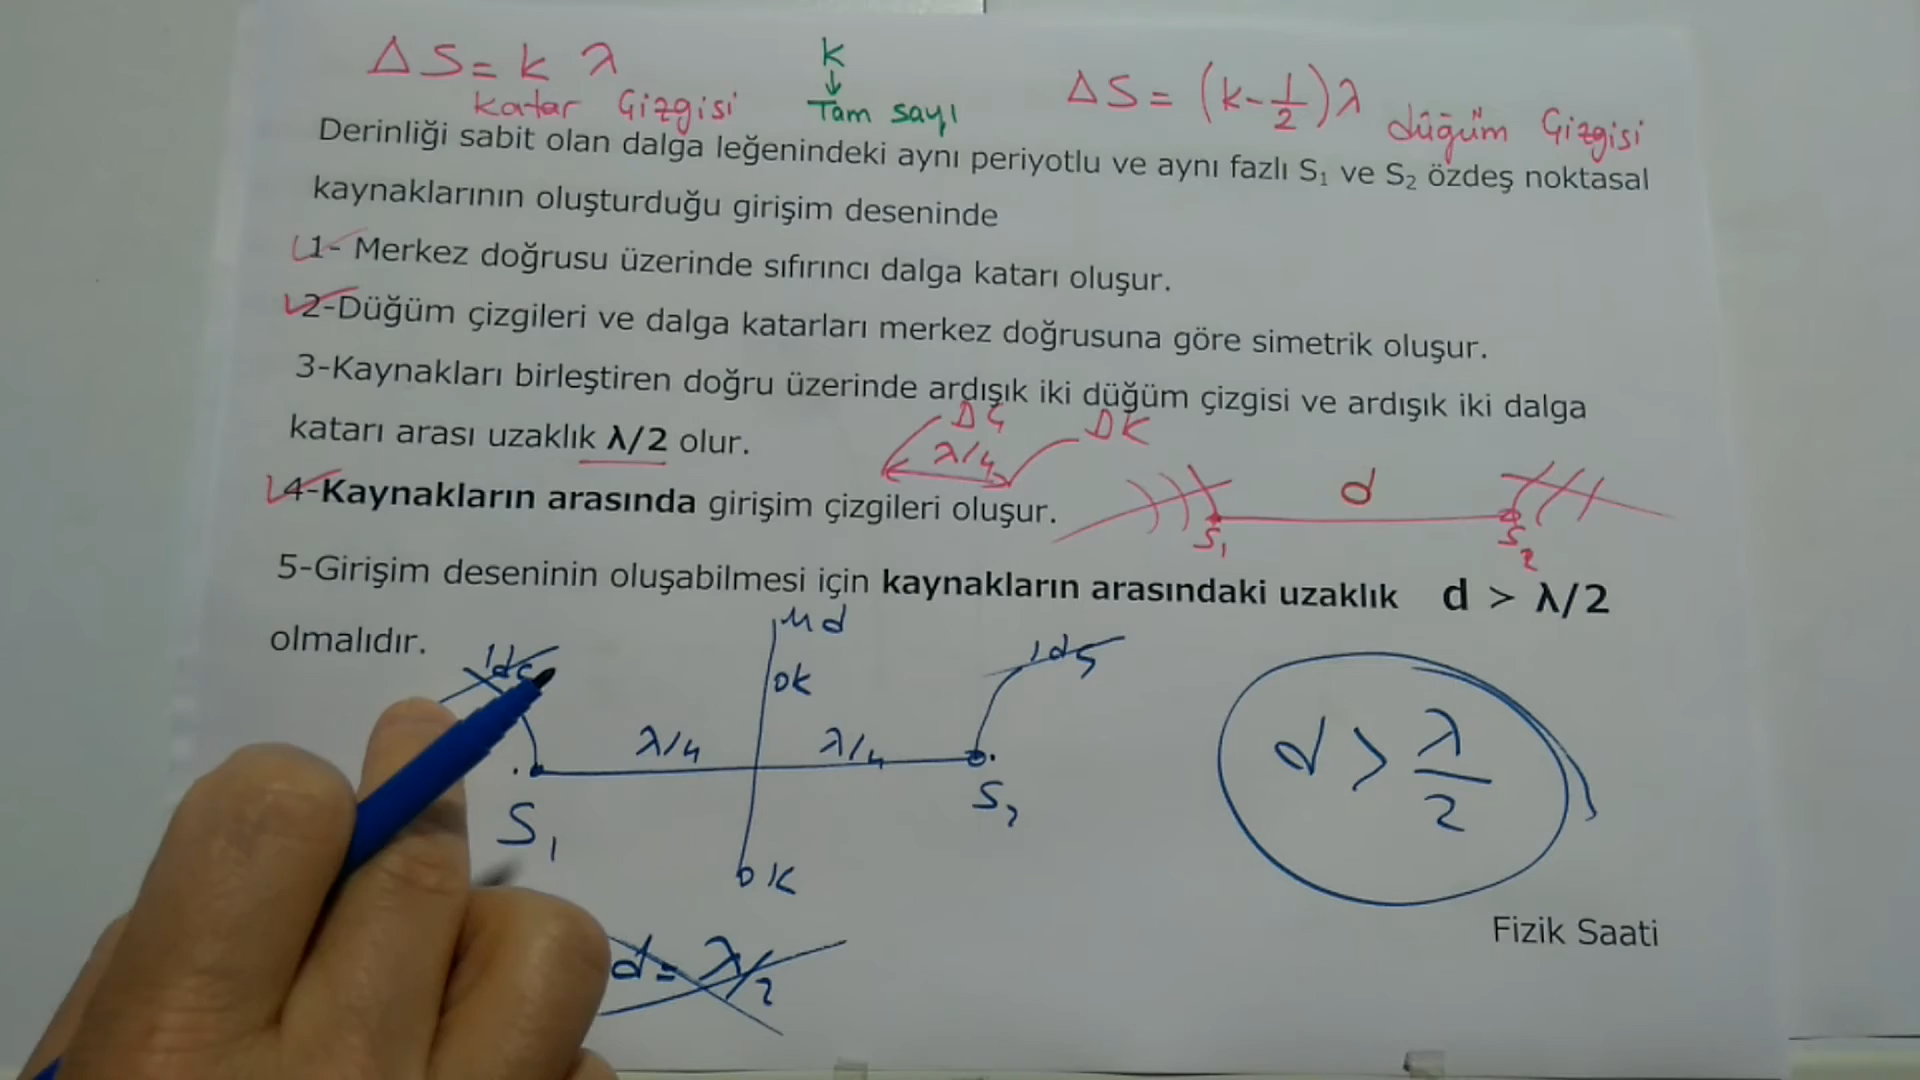 ΔS = k λ
katar Çizgisi
k
↓
Tam sayı
ΔS = (k-1/2)λ düğüm Çizgisi
Derinliği sabit olan dalga leğenindeki aynı periyotlu ve aynı fazlı S₁ ve S₂ özdeş noktasal
kaynaklarının oluşturduğu girişim deseninde
1- Merkez doğrusu üzerinde sıfırıncı dalga katarı oluşur.
2-Düğüm çizgileri ve dalga katarları merkez doğrusuna göre simetrik oluşur.
3-Kaynakları birleştiren doğru üzerinde ardışık iki düğüm çizgisi ve ardışık iki dalga
katarı arası uzaklık λ/2 olur.
DÇ
DK
λ/4
4-Kaynakların arasında girişim çizgileri oluşur.
d
S₁
S₂
5-Girişim deseninin oluşabilmesi için kaynakların arasındaki uzaklık d > λ/2
olmalıdır.
Md
1dç
0k
1dç
λ/4
λ/4
S₁
S₂
0K
d > λ/2
d = λ/2
Fizik Saati